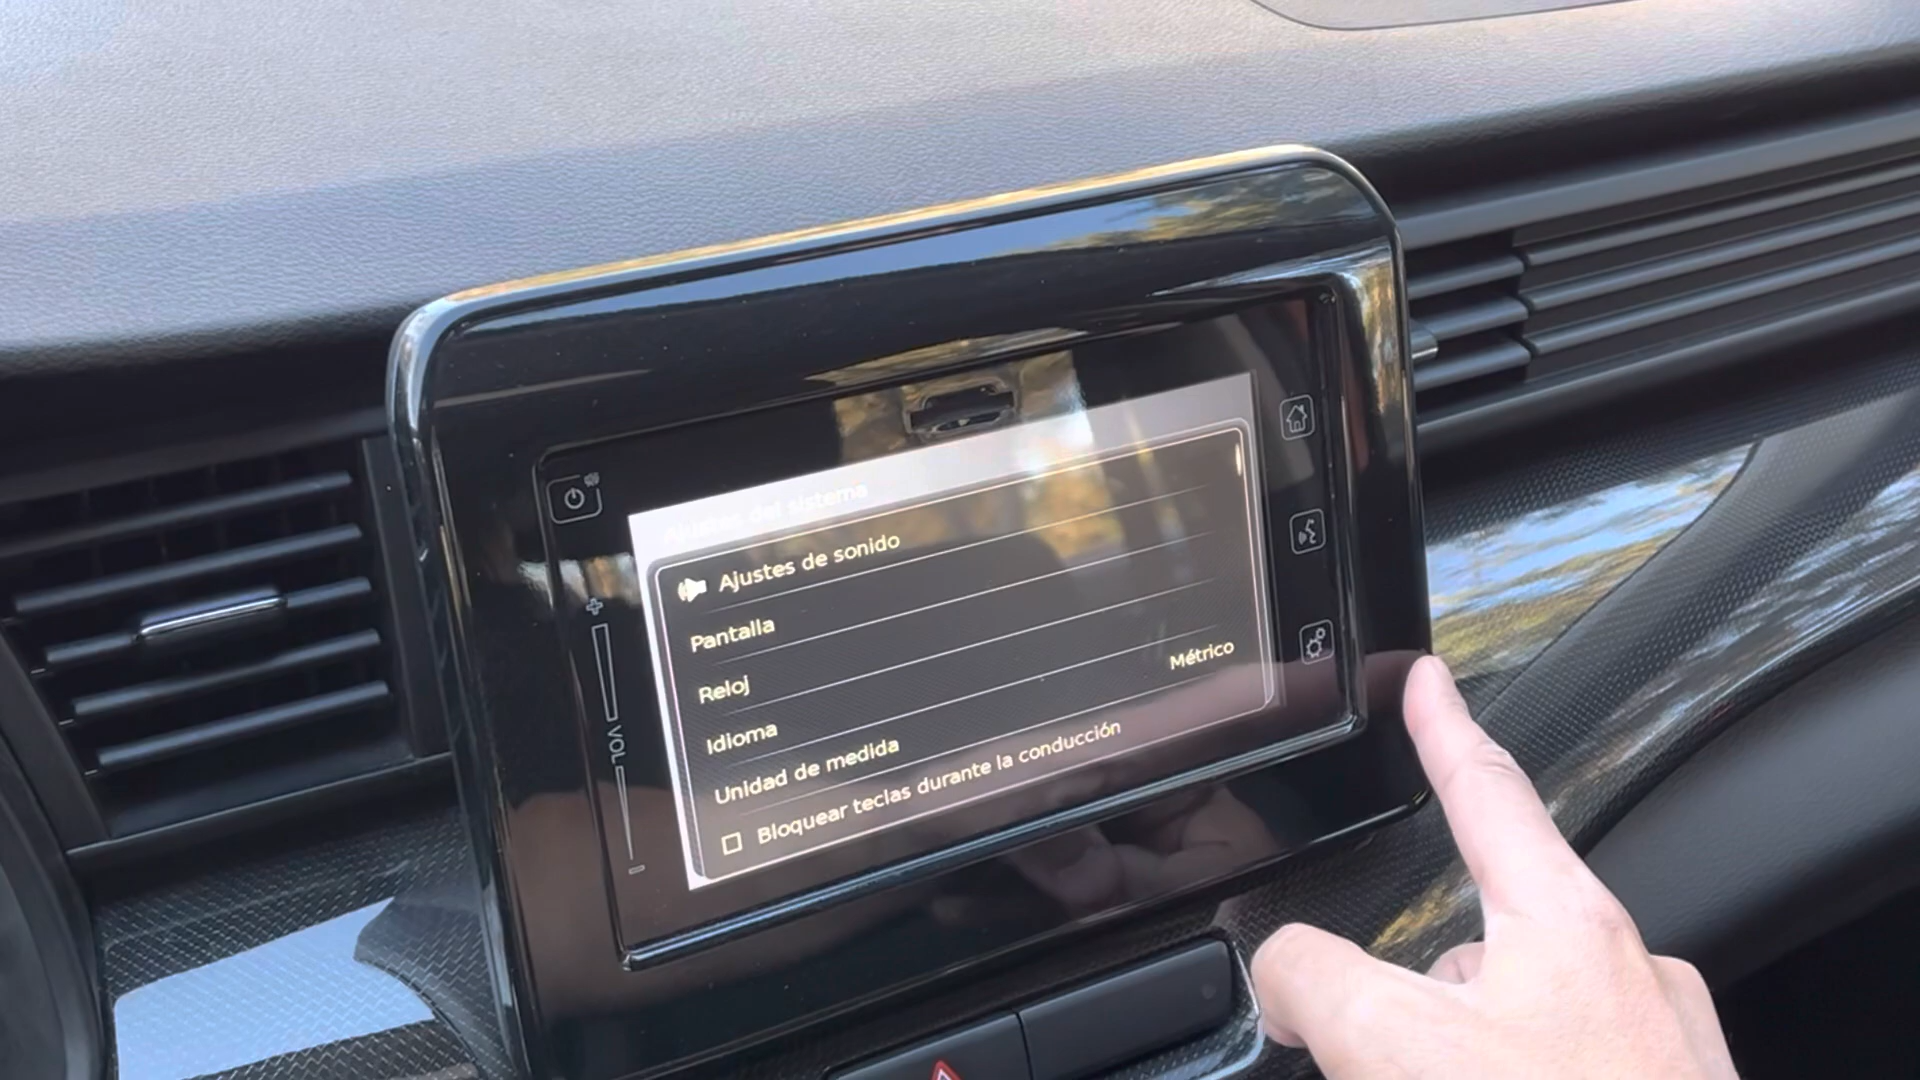 Ajustes del sistema
Ajustes de sonido
Pantalla
Reloj
Idioma
Unidad de medida Métrico
Bloquear teclas durante la conducción
+
VOL
-